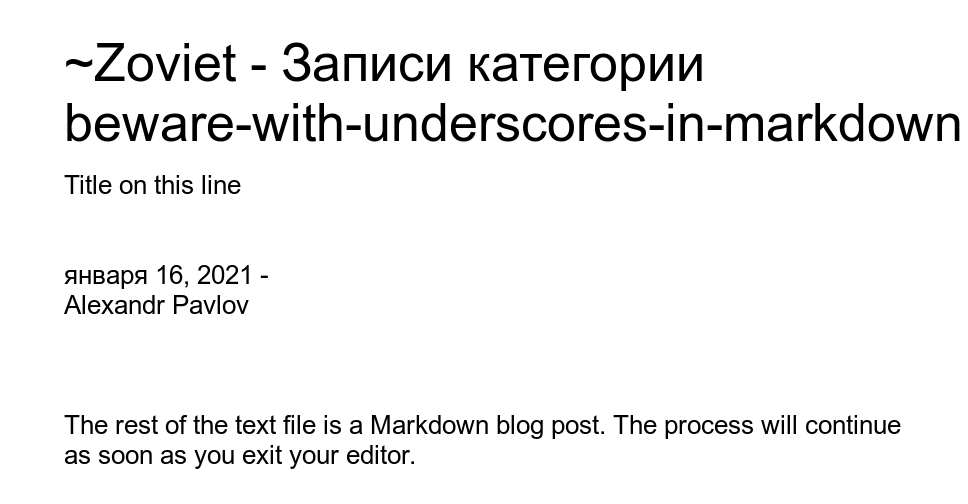 ~Zoviet - Записи категории
beware-with-underscores-in-markdown
Title on this line
января 16, 2021 -
Alexandr Pavlov
The rest of the text file is a Markdown blog post. The process will continue
as soon as you exit your editor.